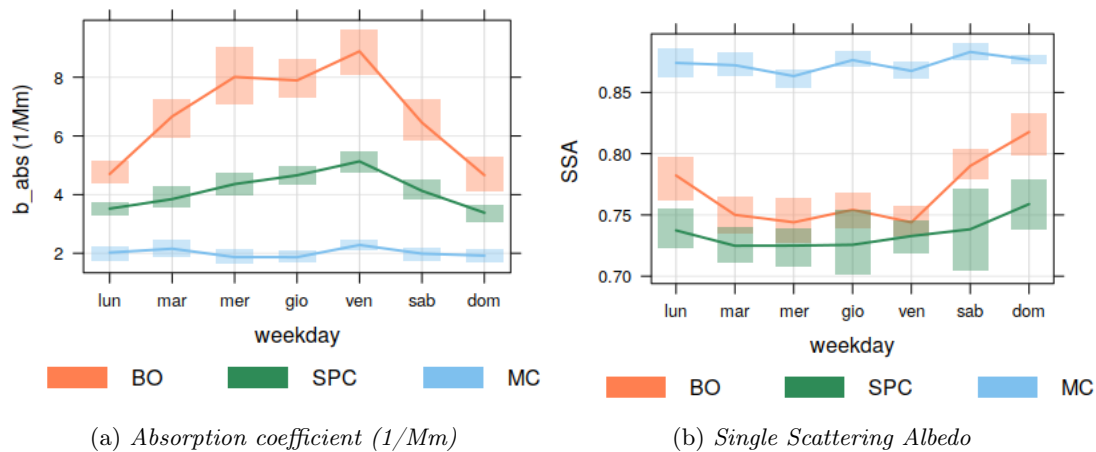 b_abs (1/Mm)
8
6
4
2
lun mar mer gio ven sab dom
weekday
BO SPC MC
(a) Absorption coefficient (1/Mm)
SSA
0.85
0.80
0.75
0.70
lun mar mer gio ven sab dom
weekday
BO SPC MC
(b) Single Scattering Albedo